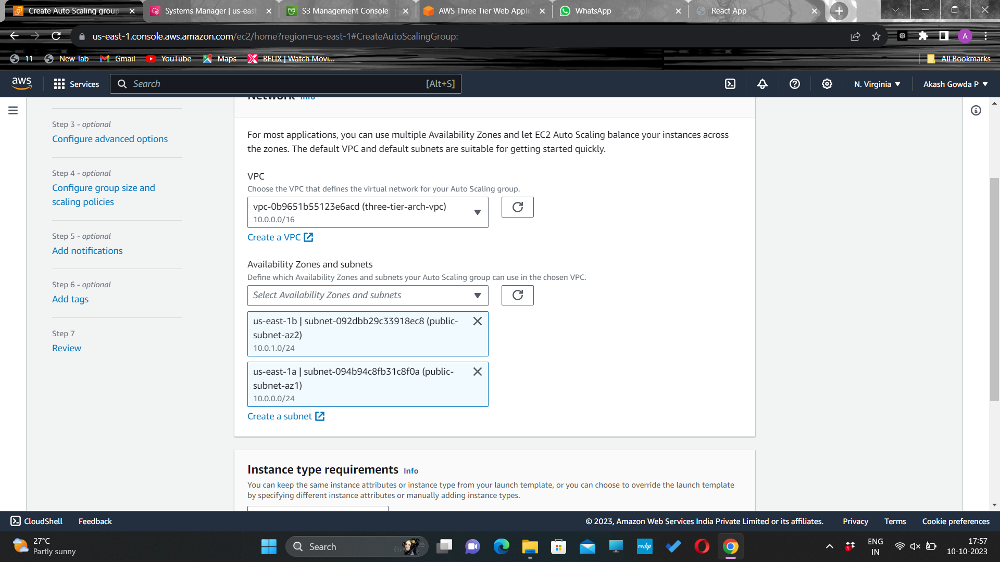 Create Auto Scaling group
Systems Manager | us-east
S3 Management Console
AWS Three Tier Web Applic
WhatsApp
React App
us-east-1.console.aws.amazon.com/ec2/home?region=us-east-1#CreateAutoScalingGroup:
A
11
New Tab
Gmail
YouTube
Maps
BFLIX | Watch Movi...
All Bookmarks
aws
Services
Search
[Alt+S]
N. Virginia
Akash Gowda P
Network Info
Step 3 - optional
Configure advanced options
Step 4 - optional
Configure group size and
scaling policies
Step 5 - optional
Add notifications
Step 6 - optional
Add tags
Step 7
Review
For most applications, you can use multiple Availability Zones and let EC2 Auto Scaling balance your instances across
the zones. The default VPC and default subnets are suitable for getting started quickly.
VPC
Choose the VPC that defines the virtual network for your Auto Scaling group.
vpc-0b9651b55123e6acd (three-tier-arch-vpc)
10.0.0.0/16
Create a VPC
Availability Zones and subnets
Define which Availability Zones and subnets your Auto Scaling group can use in the chosen VPC.
Select Availability Zones and subnets
us-east-1b | subnet-092dbb29c33918ec8 (public-
subnet-az2)
10.0.1.0/24
us-east-1a | subnet-094b94c8fb31c8f0a (public-
subnet-az1)
10.0.0.0/24
Create a subnet
Instance type requirements Info
You can keep the same instance attributes or instance type from your launch template, or you can choose to override the launch template
by specifying different instance attributes or manually adding instance types.
CloudShell
Feedback
© 2023, Amazon Web Services India Private Limited or its affiliates.
Privacy
Terms
Cookie preferences
27°C
Partly sunny
Search
myhp
1
ENG
IN
17:57
10-10-2023